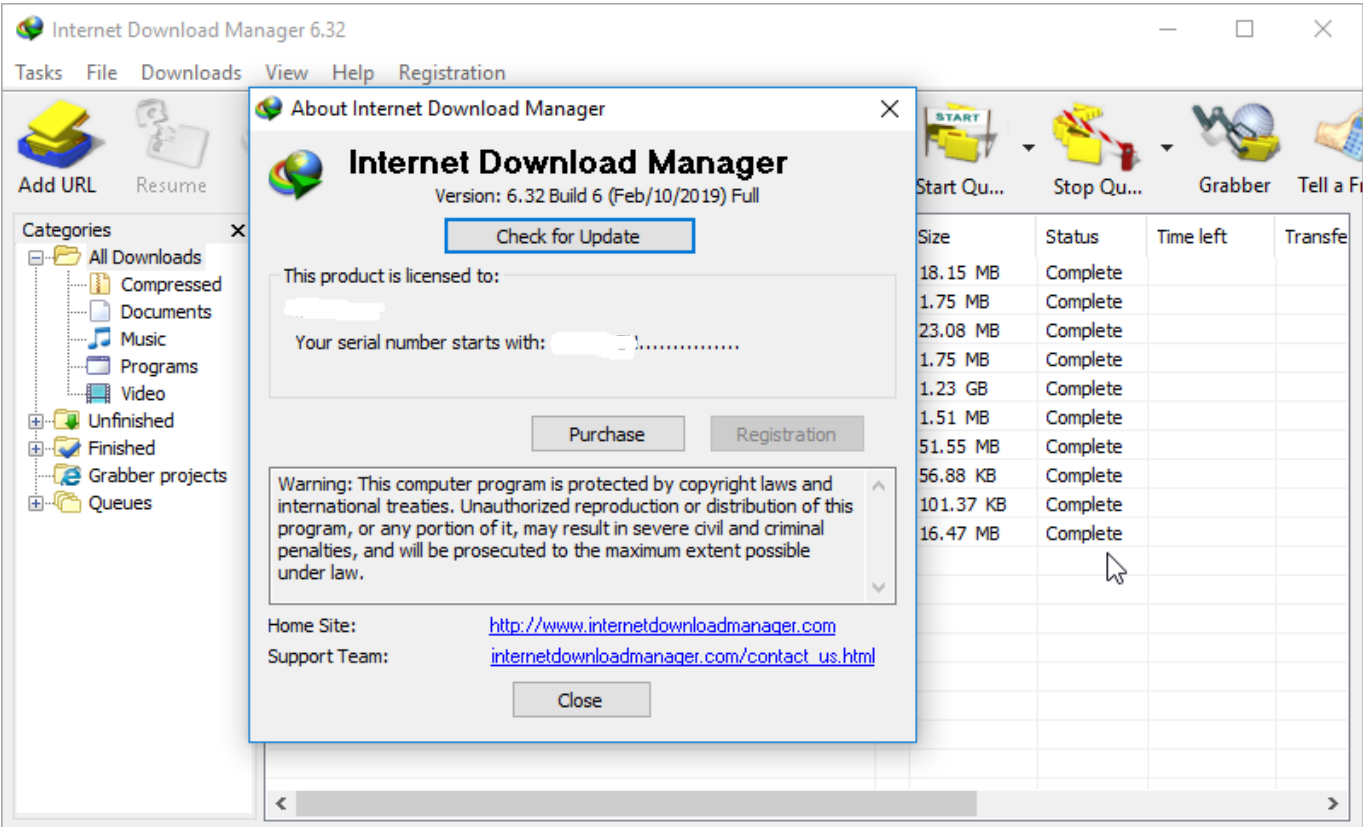 Internet Download Manager 6.32
Tasks File Downloads View Help Registration
Add URL
Resume
Start Qu...
Stop Qu...
Grabber
START
Categories
All Downloads
Compressed
Documents
Music
Programs
Video
Unfinished
Finished
Grabber projects
Queues
About Internet Download Manager
Internet Download Manager
Version: 6.32 Build 6 (Feb/10/2019) Full
Check for Update
This product is licensed to:
Your serial number starts with: ...............
Purchase
Registration
Warning: This computer program is protected by copyright laws and
international treaties. Unauthorized reproduction or distribution of this
program, or any portion of it, may result in severe civil and criminal
penalties, and will be prosecuted to the maximum extent possible
under law.
Home Site: http://www.internetdownloadmanager.com
Support Team: internetdownloadmanager.com/contact_us.html
Close
Size Status Time left Transfe
18.15 MB Complete
1.75 MB Complete
23.08 MB Complete
1.75 MB Complete
1.23 GB Complete
1.51 MB Complete
51.55 MB Complete
56.88 KB Complete
101.37 KB Complete
16.47 MB Complete